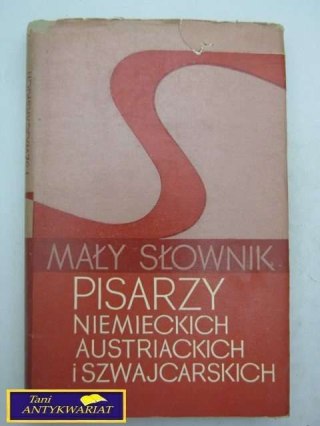 MAŁY SŁOWNIK
PISARZY
NIEMIECKICH
AUSTRIACKICH
i SZWAJCARSKICH
Tani
ANTYKWARIAT